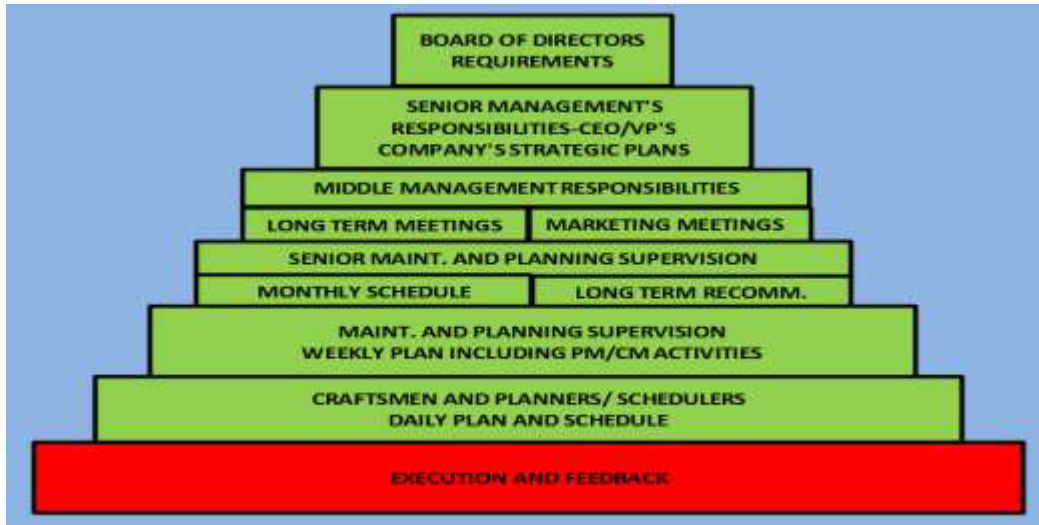 BOARD OF DIRECTORS
REQUIREMENTS
SENIOR MANAGEMENT'S
RESPONSIBILITIES-CEO/VP'S
COMPANY'S STRATEGIC PLANS
MIDDLE MANAGEMENT RESPONSIBILITIES
LONG TERM MEETINGS
MARKETING MEETINGS
SENIOR MAINT. AND PLANNING SUPERVISION
MONTHLY SCHEDULE
LONG TERM RECOMM.
MAINT. AND PLANNING SUPERVISION
WEEKLY PLAN INCLUDING PM/CM ACTIVITIES
CRAFTSMEN AND PLANNERS/ SCHEDULERS
DAILY PLAN AND SCHEDULE
EXECUTION AND FEEDBACK